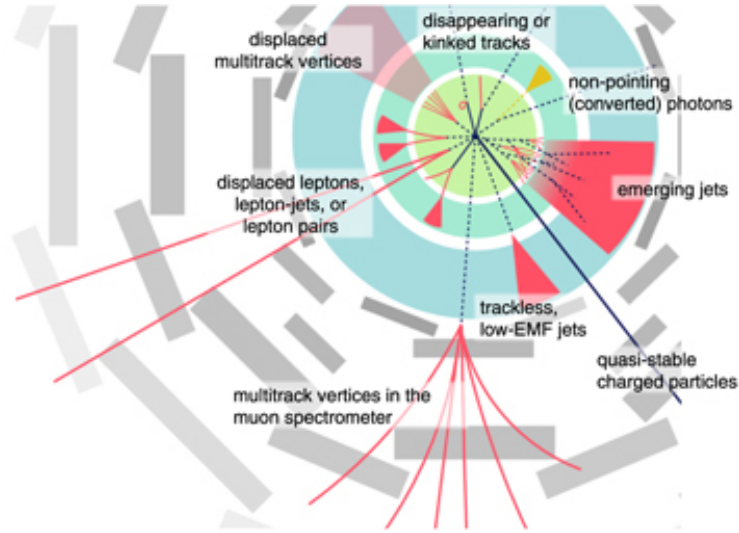 disappearing or
kinked tracks
displaced
multitrack vertices
non-pointing
(converted) photons
displaced leptons,
lepton-jets, or
lepton pairs
emerging jets
trackless,
low-EMF jets
quasi-stable
charged particles
multitrack vertices in the
muon spectrometer